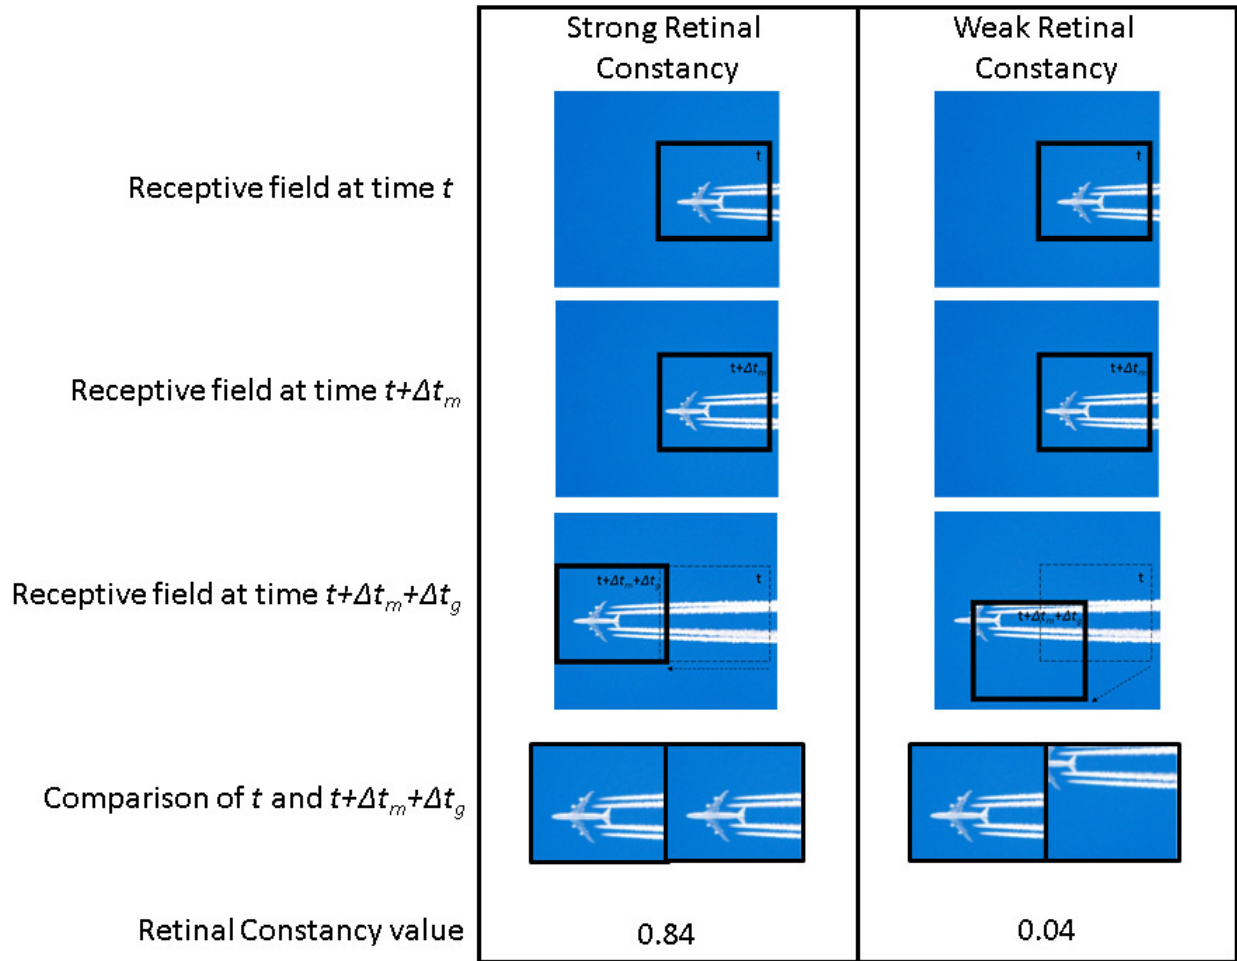 Strong Retinal Constancy
Weak Retinal Constancy
Receptive field at time t
t
t
Receptive field at time t+Δtm
t+Δtm
t+Δtm
Receptive field at time t+Δtm+Δtg
t+Δtm+Δtg
t
t
t+Δtm+Δtg
Comparison of t and t+Δtm+Δtg
Retinal Constancy value
0.84
0.04